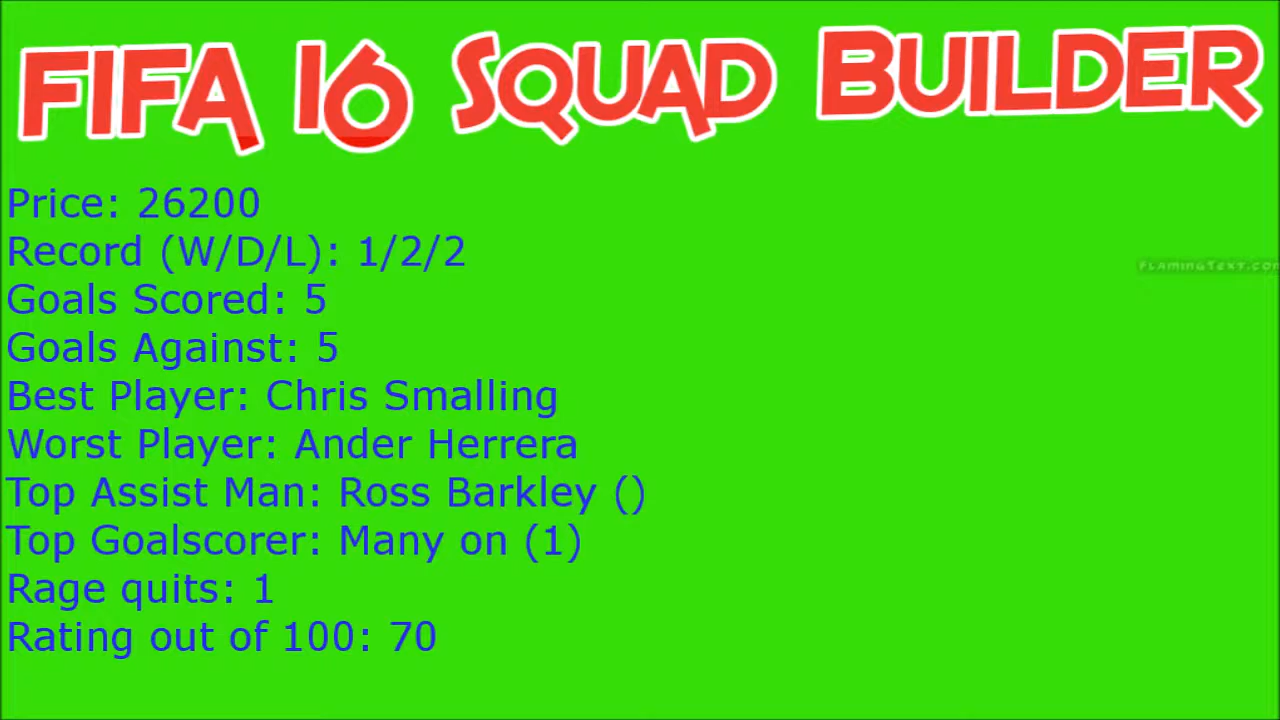 FIFA 16 SQUAD BUILDER
Price: 26200
Record (W/D/L): 1/2/2
FLAMINGTEXT.COM
Goals Scored: 5
Goals Against: 5
Best Player: Chris Smalling
Worst Player: Ander Herrera
Top Assist Man: Ross Barkley ()
Top Goalscorer: Many on (1)
Rage quits: 1
Rating out of 100: 70